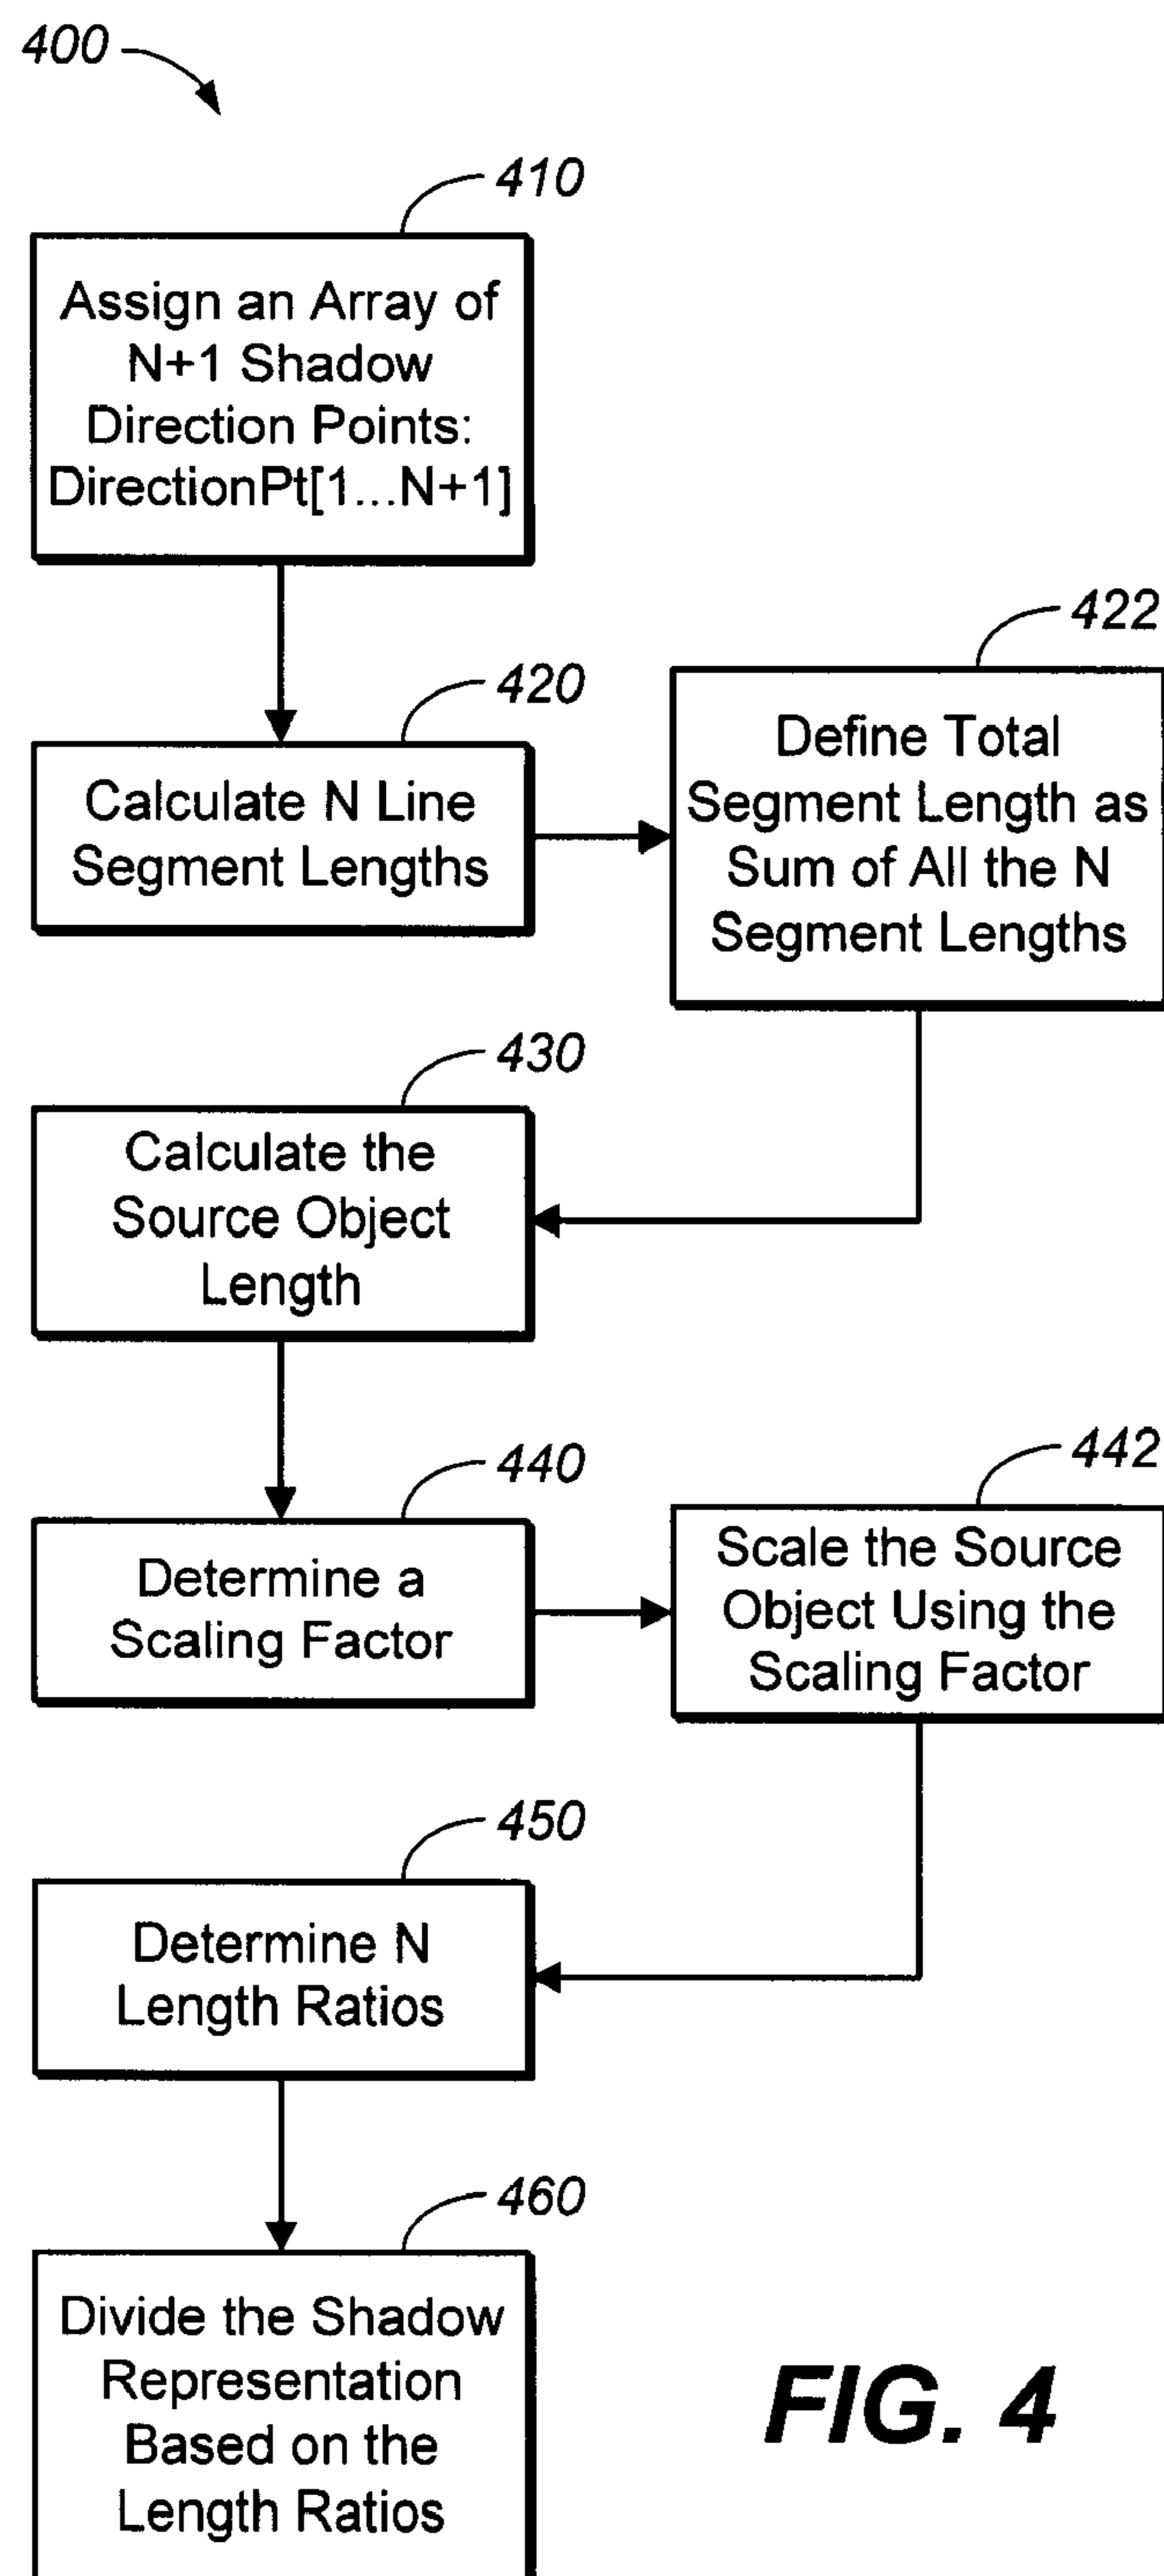 400
410
Assign an Array of
N+1 Shadow
Direction Points:
DirectionPt[1...N+1]
420
Calculate N Line
Segment Lengths
422
Define Total
Segment Length as
Sum of All the N
Segment Lengths
430
Calculate the
Source Object
Length
440
Determine a
Scaling Factor
442
Scale the Source
Object Using the
Scaling Factor
450
Determine N
Length Ratios
460
Divide the Shadow
Representation
Based on the
Length Ratios
FIG. 4